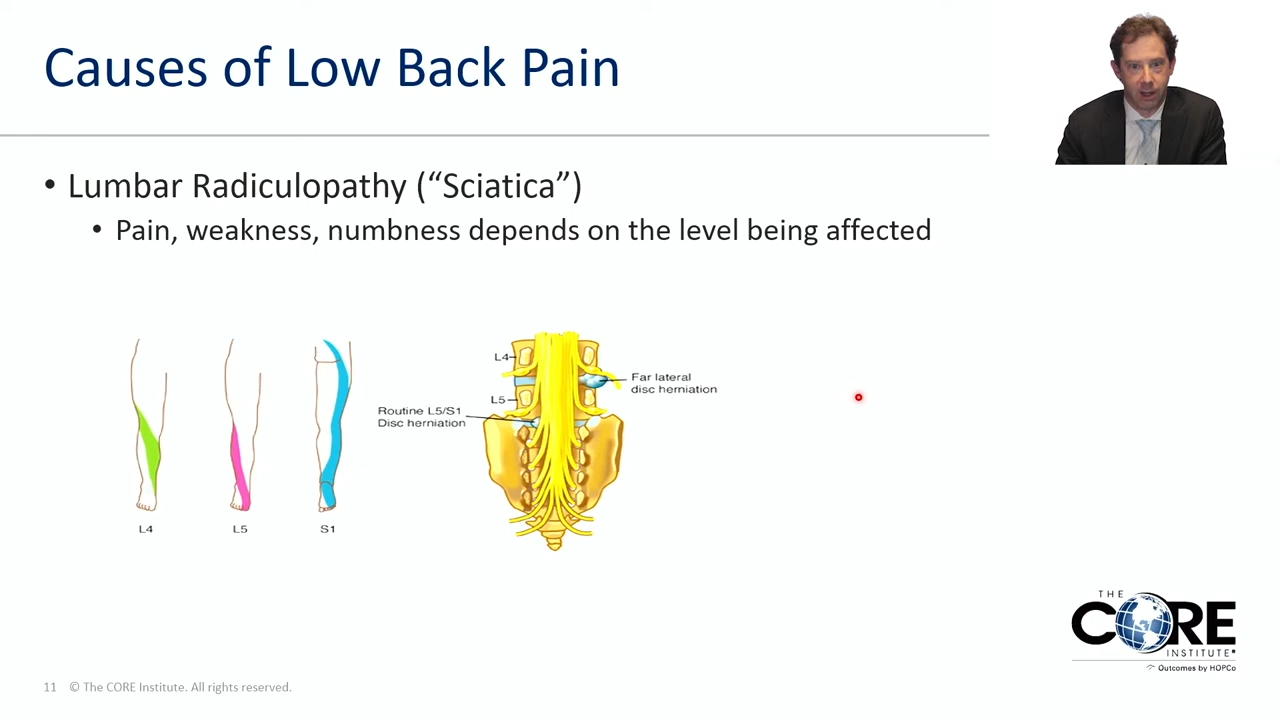 Causes of Low Back Pain
• Lumbar Radiculopathy (“Sciatica”)
• Pain, weakness, numbness depends on the level being affected
L4
L5
S1
L4
L5
Routine L5/S1
Disc herniation
Far lateral
disc herniation
THE
CORE
INSTITUTE®
Outcomes by HOPCo
11 © The CORE Institute. All rights reserved.